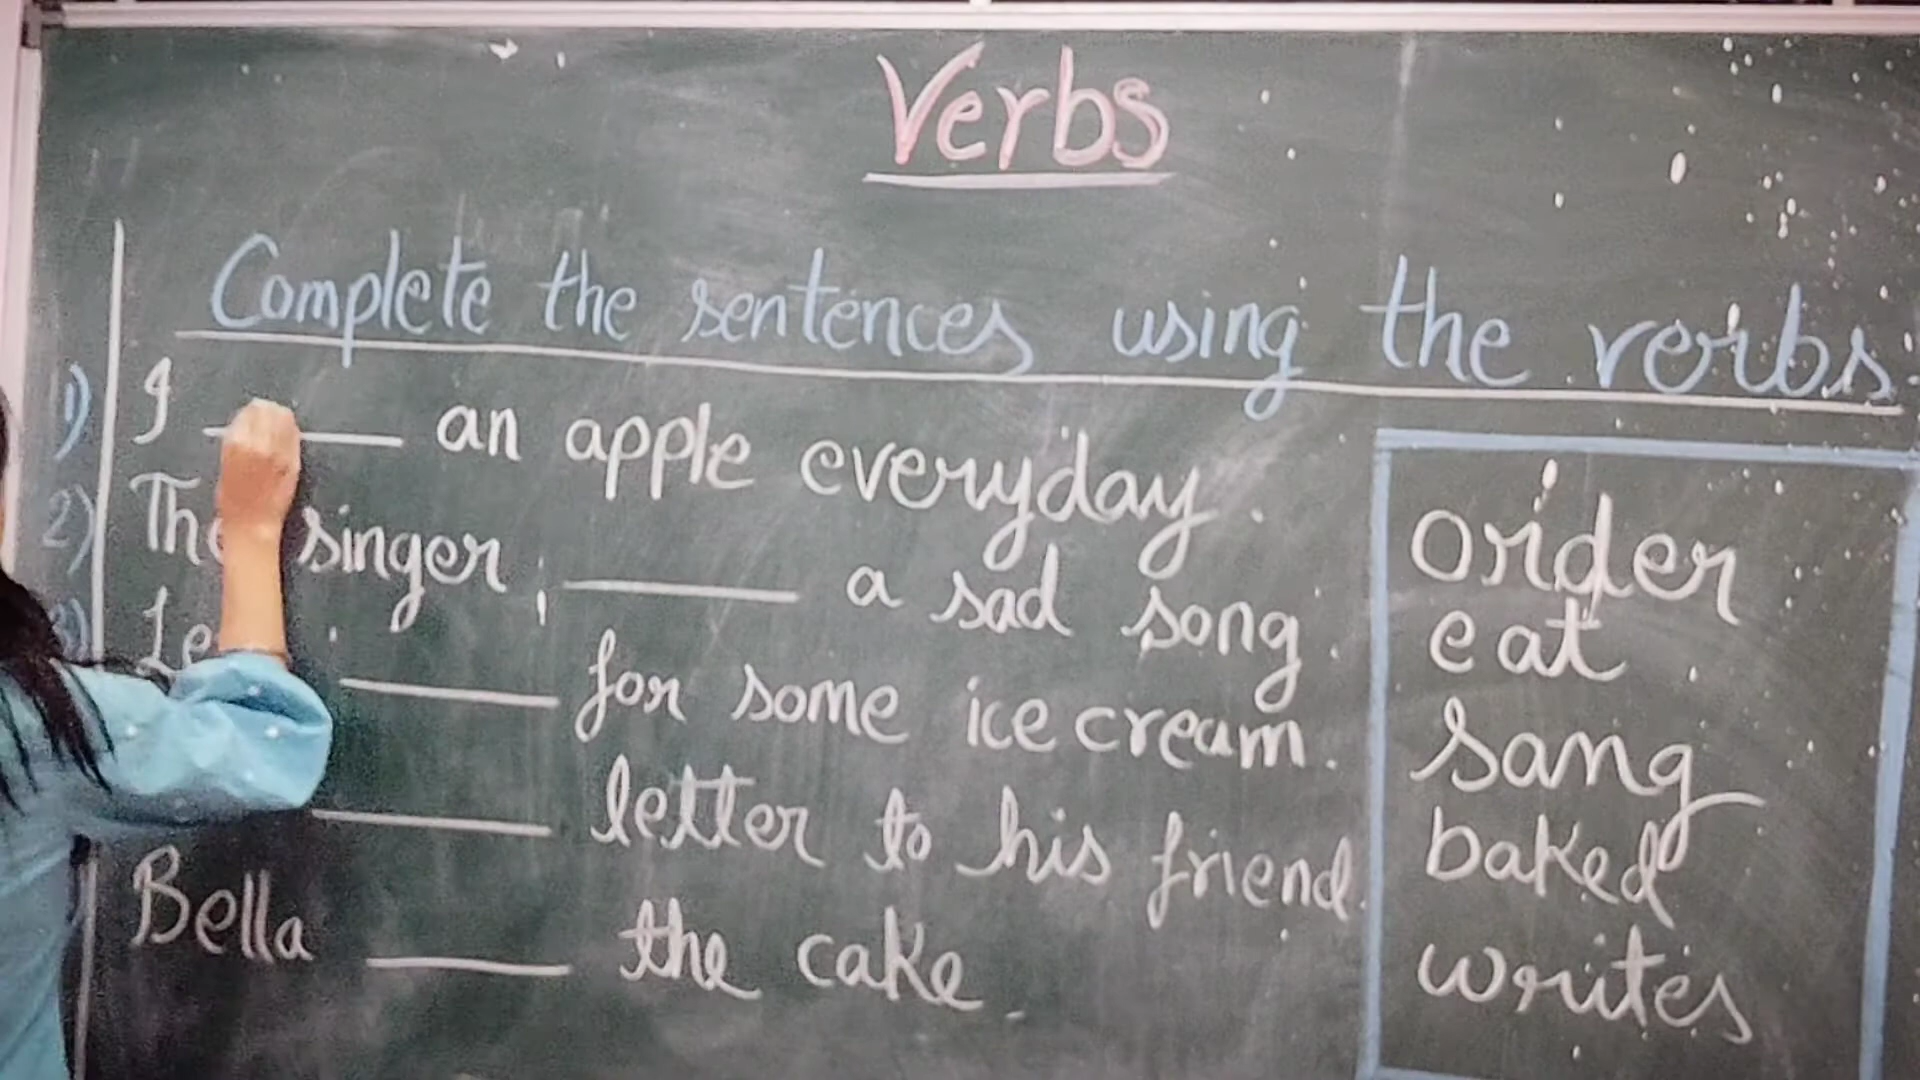 Verbs
Complete the sentences using the verbs.
1) I ____ an apple everyday.
2) The singer ____ a sad song.
____ for some ice cream.
____ letter to his friend.
Bella ____ the cake.
order
eat
sang
baked
writes